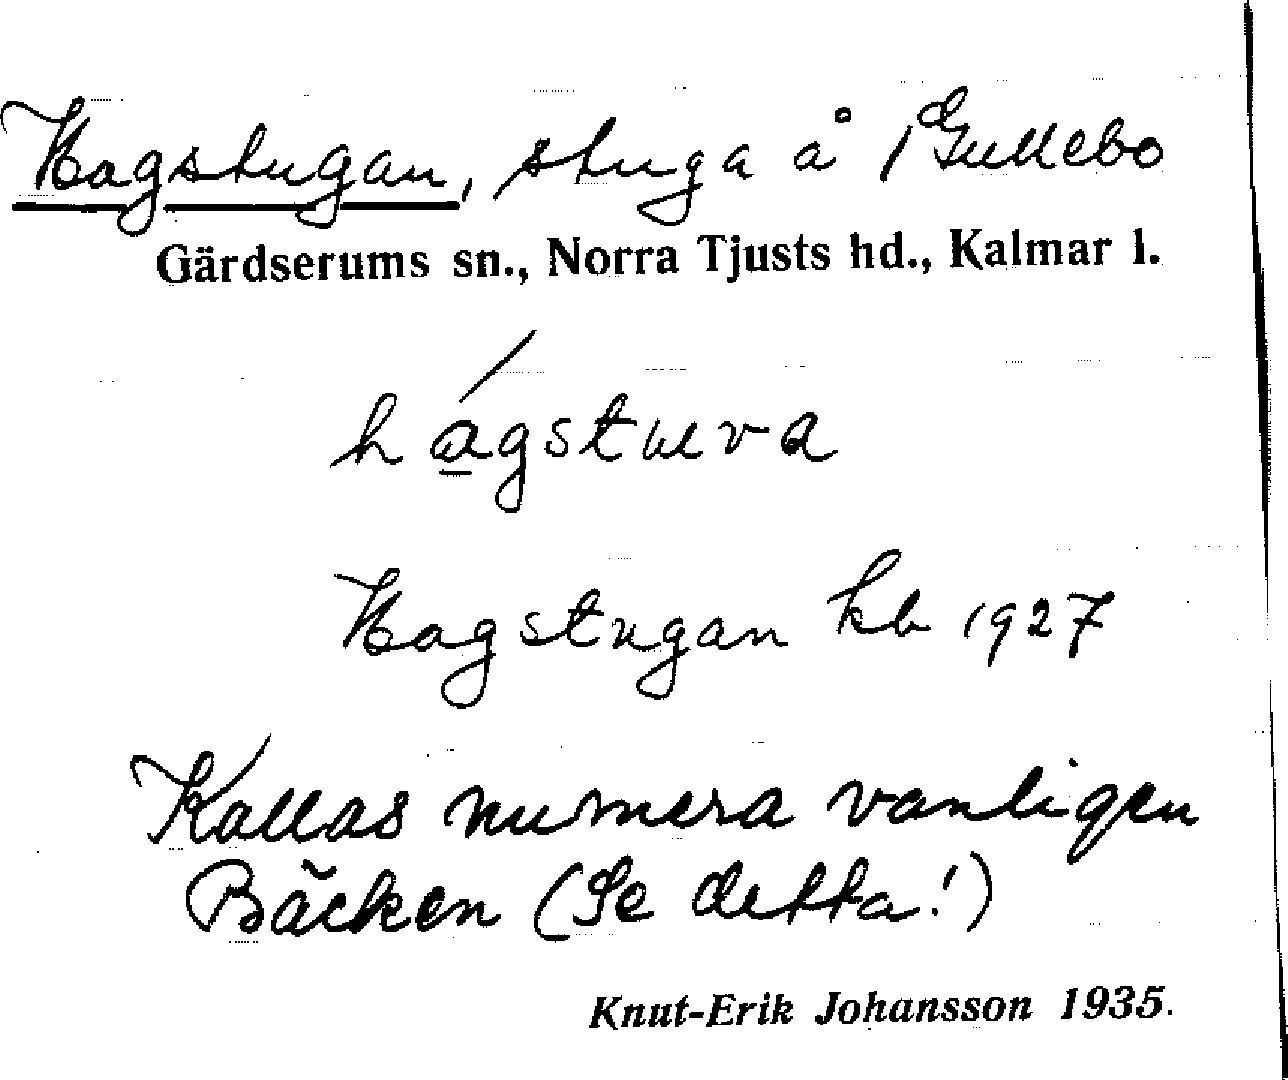 Hagstugan, stuga å 1 Gullebo
Gärdserums sn., Norra Tjusts hd., Kalmar l.
hágstuva
Hagstugan kb 1927
Kallas numera vanligen
Bäcken (Se detta!)
Knut-Erik Johansson 1935.